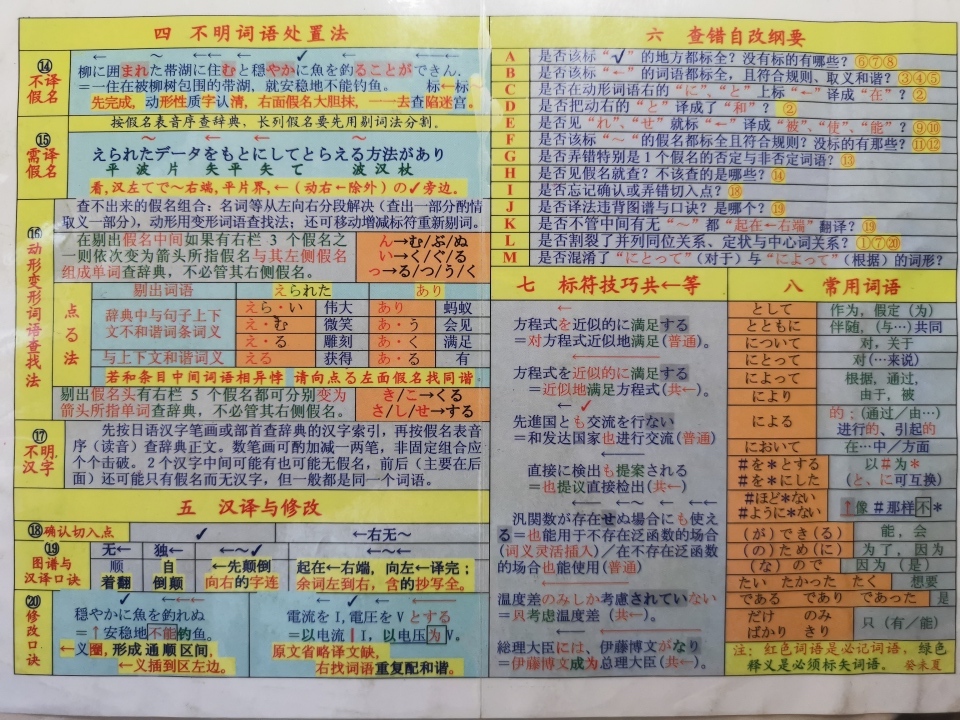 四 不明词语处置法
⑭
不译
假名
← ～ ←← ← ✓ ← ←—←—
柳に囲まれた帯湖に住むと穏やかに魚を釣ることができん.
＝一住在被柳树包围的带湖，就安稳地不能钓鱼。 标←标
先完成，动形性质字认清，右面假名大胆抹，一一去查陷迷宫。
按假名表音序查辞典、长列假名要先用剔词法分割。
⑮
需译
假名
えられたデータをもとにしてとらえる方法があり
平 波 片 矢 平 矢 て 波 汉 杖
看,汉左てで～右端,平片界,←（动右←除外）の✓旁边。
⑯
动形变形词语查找法
查不出来的假名组合：名词等从左向右分段解决（查出一部分酌情
取义一部分），动形用变形词语查找法；还可移动增减标符重新剔词。
在剔出假名中间如果有右栏 3 个假名之
一则依次变为箭头所指假名与其左侧假名
组成单词查辞典，不必管其右侧假名。
ん→む/ぶ/ぬ
い→く/ぐ/る
っ→る/つ/う/く
点る法
剔出词语 えられた あり
辞典中与句子上下
文不和谐词条词义
え らˑい 伟大 あり 蚂蚁
えˑむ 微笑 あˑう 会见
えˑる 雕刻 あˑく 满足
与上下文和谐词义 える 获得 あˑる 有
若和条目中间词语相异悖 请向点る左面假名找同谐.
剔出假名头有右栏 5 个假名都可分别变为
箭头所指单词查辞典，不必管其右侧假名。
き/こ→くる
さ/し/せ→する
⑰
不明
汉字
先按日语汉字笔画或部首查辞典的汉字索引，再按假名表音
序（读音）查辞典正文。数笔画可酌加减一两笔，非固定组合应
个个击破。2 个汉字中间可能有也可能无假名，前后（主要在后
面）还可能只有假名而无汉字，但一般都是同一个词语。
五 汉译与修改
⑱确认切入点 ✓ ←右无～
⑲
图谱与
汉译口诀
无← 独← ←～✓ ←～←
顺 自 ←先颠倒 起在←右端，向左←译完；
着翻 倒颠 向右的字连 余词左到右，含的抄写全。
⑳
修改口诀
穏やかに魚を釣れぬ
＝↑安稳地不能钓鱼。
←义圈,形成通顺区间,
←义插到区左边。
電流を I,電圧を V とする
＝以电流 I，以电压为 V。
原文省略译文缺,
右找词语重复配和谐。
六 查错自改纲要
A 是否该标“✓”的地方都标全？没有标的有哪些？⑥⑦⑧
B 是否该标“←”的词语都标全，且符合规则、取义和谐？③④⑤
C 是否在动形词语右的“に”、“と”上标“←”译成“在”？②
D 是否把动右的“と”译成了“和”？②
E 是否见“れ”、“せ”就标“←”译成“被”、“使”、“能”？⑨⑩
F 是否该标“～”的假名都标全且符合规则？没标的有那些？⑪⑫
G 是否弄错特别是 1 个假名的否定与非否定词语？⑬
H 是否见假名就查？不该查的是哪些？⑭
I 是否忘记确认或弄错切入点？⑱
J 是否译法违背图谱与口诀？是哪个？⑲
K 是否不管中间有无“～”都“起在←右端”翻译？⑲
L 是否割裂了并列同位关系、定状与中心词关系？①⑦⑳
M 是否混淆了“にとって”（对于）与“によって”（根据）的词形？
七 标符技巧共←等
←
方程式を近似的に満足する
＝对方程式近似地满足(普通)。
方程式を近似的に満足する
＝近似地满足方程式(共←)。
← ✓
先進国とも交流を行ない
＝和发达国家也进行交流(普通)
直接に検出も提案される
＝也提议直接检出(共←)
汎関数が存在せぬ場合にも使え
る＝也能用于不存在泛函数的场合
(词义灵活插入)／在不存在泛函数
的场合也能使用(普通)
温度差のみしか考慮されていない
＝只考虑温度差（共←）。
総理大臣には、伊藤博文がなり
＝伊藤博文成为总理大臣(共←)。
八 常用词语
として 作为，假定（为）
とともに 伴随，(与…)共同
について 对,关于
にとって 对(…来说)
によって
により
根据，通过，
由于，被
による
的：(通过／由…)
进行的、引起的
において 在…中／方面
＃を＊とする
＃を＊にした
以＃为＊
(と、に可互换)
＃ほど＊ない
＃ように＊ない
↑像＃那样不＊
(が)でき(る) 能，会
(の)ため(に) 为了，因为
(な)ので 因为（是）
たい たかった たく 想要
である であり であった 是
だけ のみ
ばかり きり
只（有／能）
注：红色词语是必记词语，绿色
释义是必须标矢词语。 癸未夏